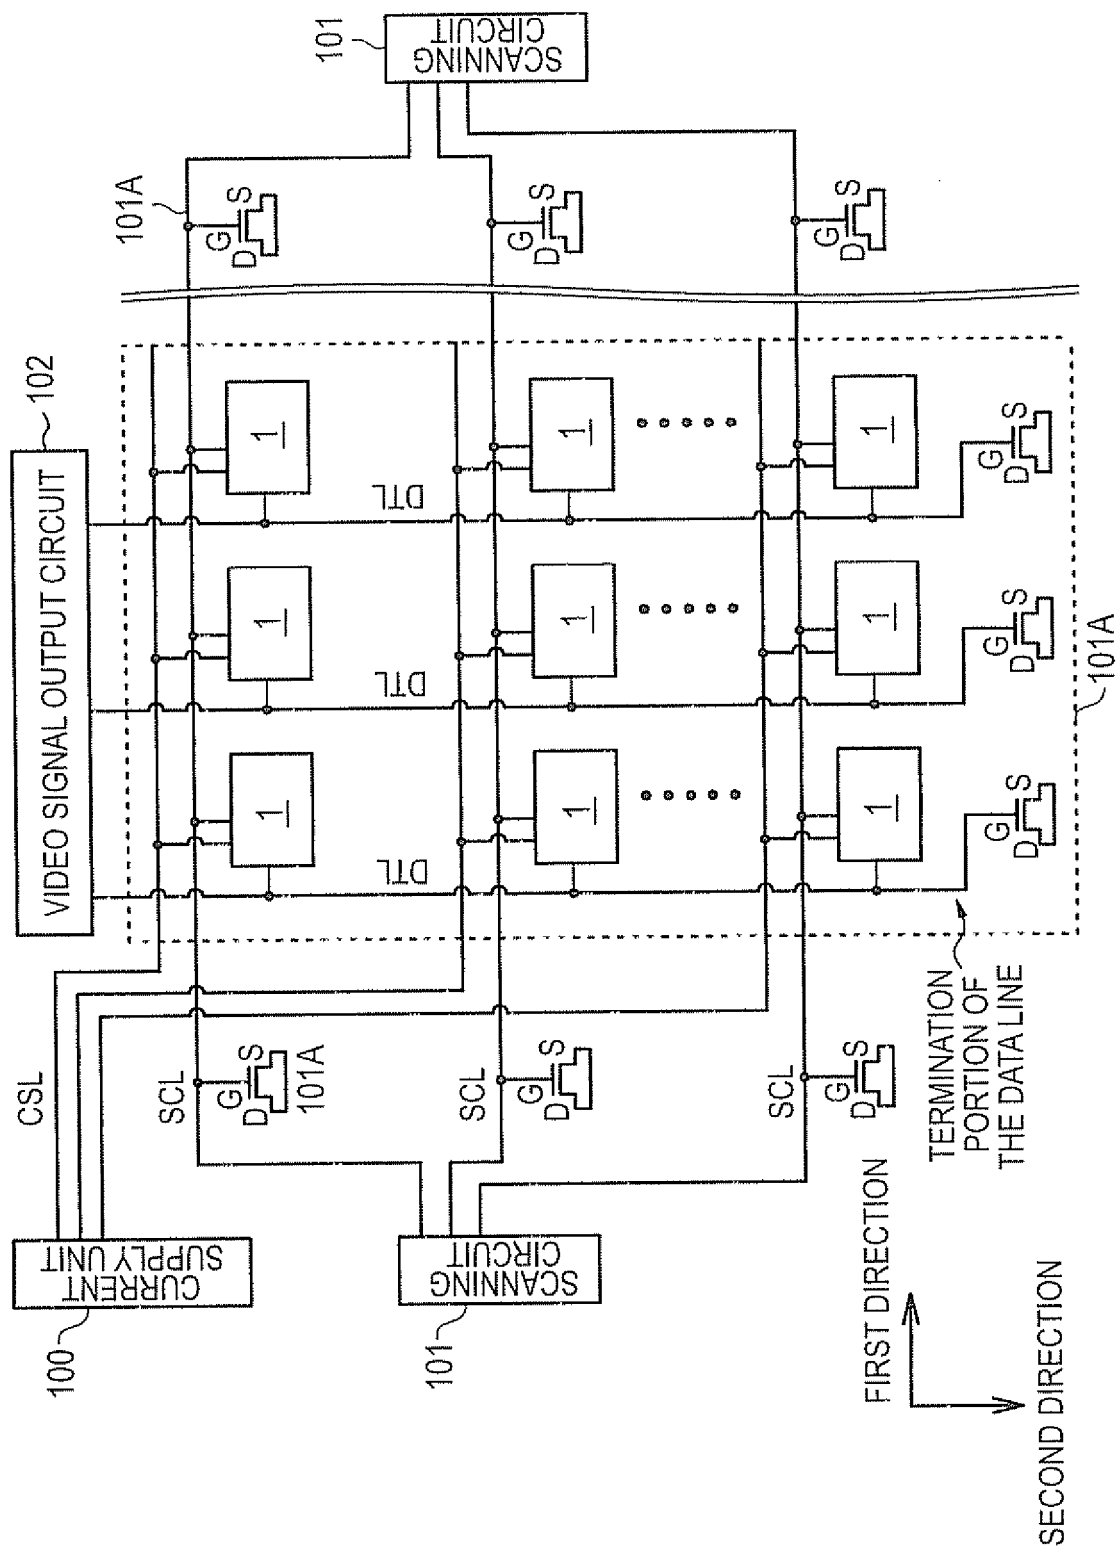 101
SCANNING
CIRCUIT
101A
G
D
S
G
D
S
G
D
S
102
VIDEO SIGNAL OUTPUT CIRCUIT
1
1
1
DTL
1
1
1
DTL
1
1
1
DTL
G
D
S
G
D
S
G
D
S
101A
CSL
SCL
G
D
S
101A
SCL
G
D
S
SCL
G
D
S
TERMINATION
PORTION OF
THE DATA LINE
CURRENT
SUPPLY UNIT
100
SCANNING
CIRCUIT
101
FIRST DIRECTION
SECOND DIRECTION